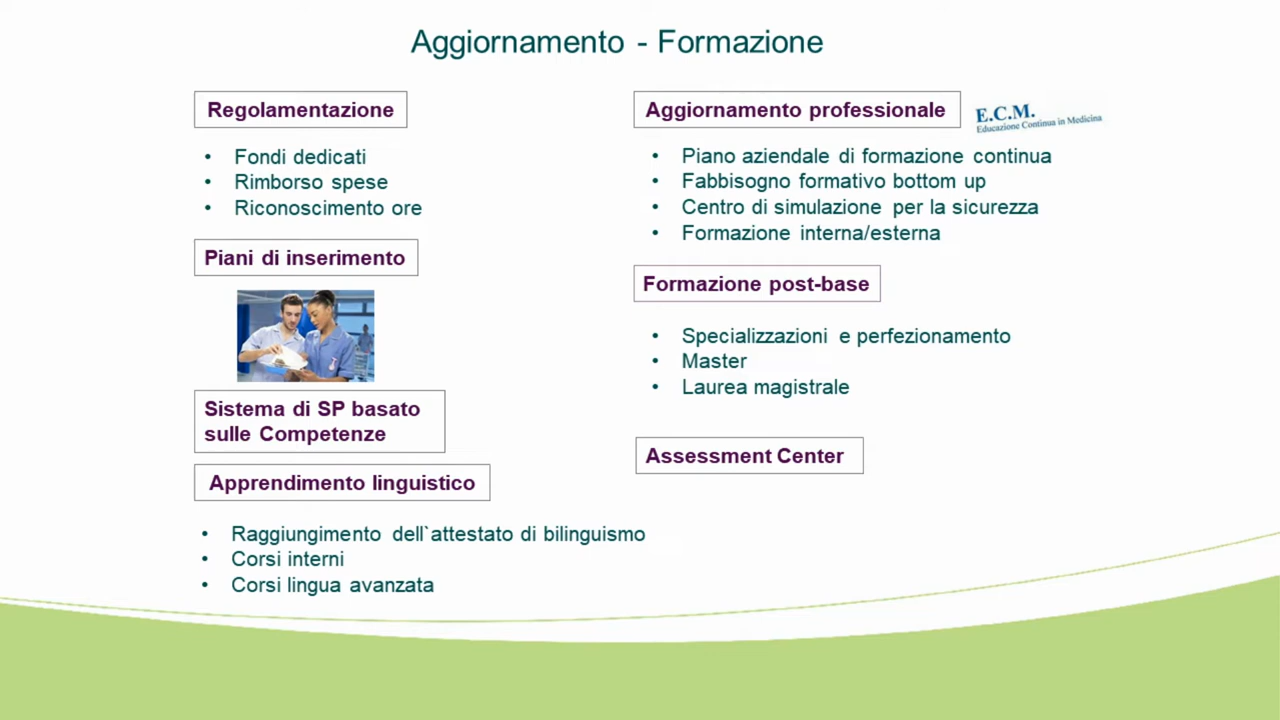 Aggiornamento - Formazione
Regolamentazione
• Fondi dedicati
• Rimborso spese
• Riconoscimento ore
Piani di inserimento
Sistema di SP basato
sulle Competenze
Apprendimento linguistico
• Raggiungimento dell`attestato di bilinguismo
• Corsi interni
• Corsi lingua avanzata
Aggiornamento professionale
E.C.M.
Educazione Continua in Medicina
• Piano aziendale di formazione continua
• Fabbisogno formativo bottom up
• Centro di simulazione per la sicurezza
• Formazione interna/esterna
Formazione post-base
• Specializzazioni e perfezionamento
• Master
• Laurea magistrale
Assessment Center